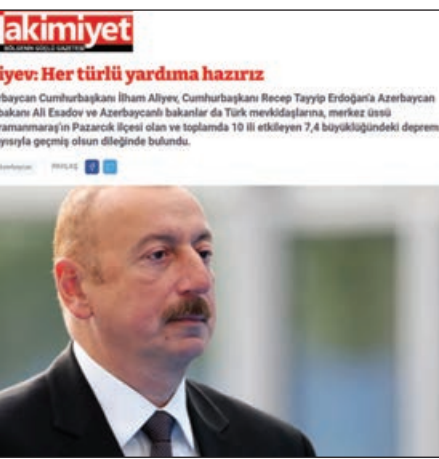 akimiyet
BÖLGENİN GÜÇLÜ GAZETESİ
iyev: Her türlü yardıma hazırız
rbaycan Cumhurbaşkanı İlham Aliyev, Cumhurbaşkanı Recep Tayyip Erdoğan'a Azerbaycan
bakanı Ali Esadov ve Azerbaycanlı bakanlar da Türk mevkidaşlarına, merkez üssü
ramanmaraş'ın Pazarcık ilçesi olan ve toplamda 10 ili etkileyen 7,4 büyüklüğündeki deprem
yısıyla geçmiş olsun dileğinde bulundu.
PAYLAŞ